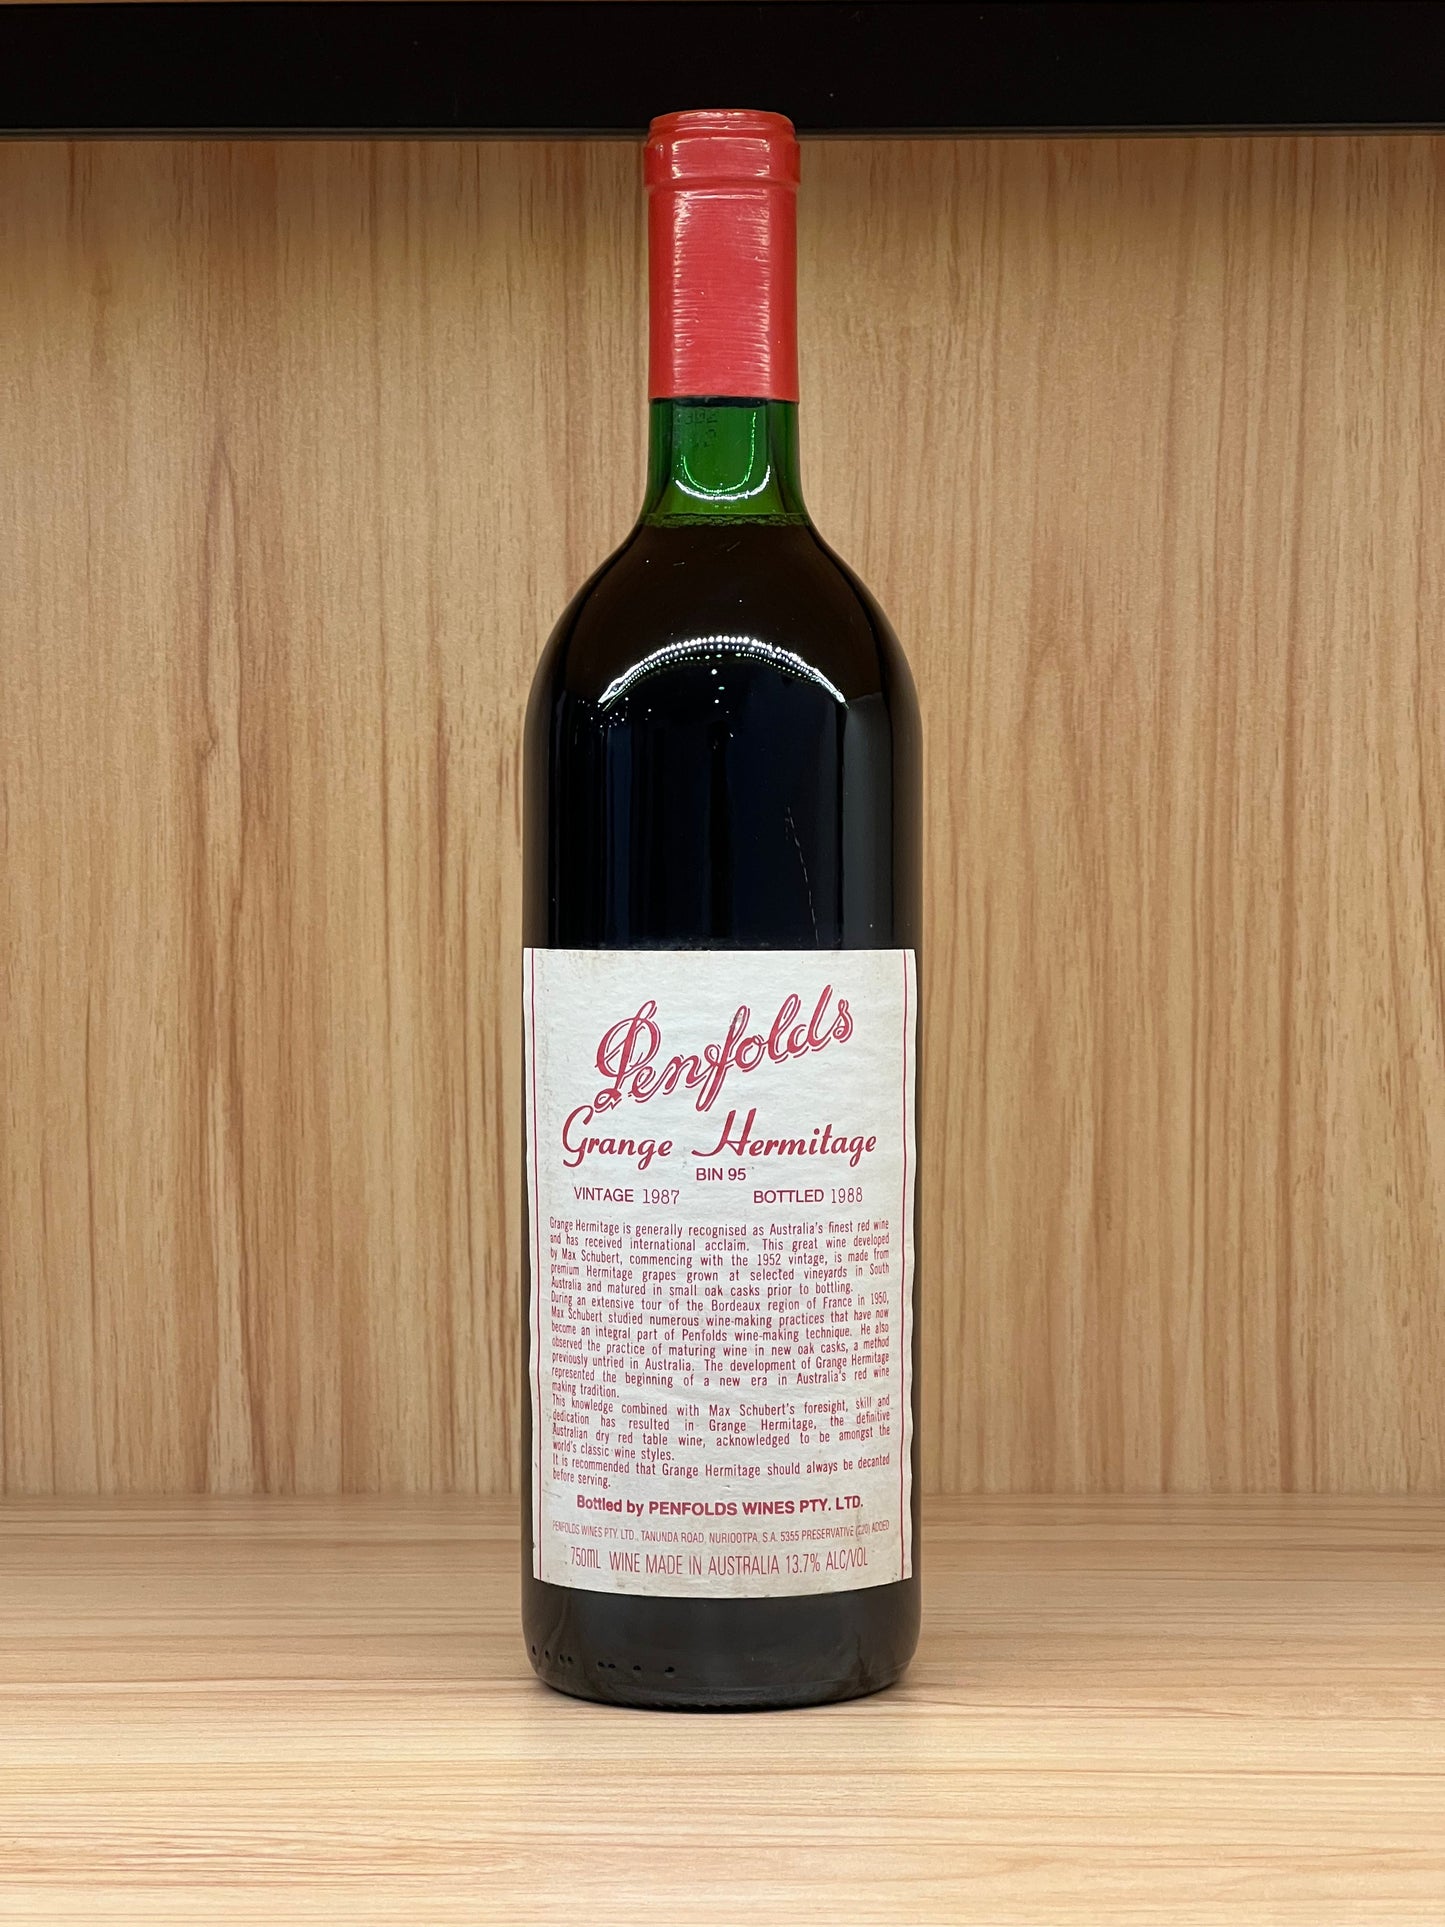 Penfolds
Grange Hermitage
BIN 95
VINTAGE 1987 BOTTLED 1988
Grange Hermitage is generally recognised as Australia's finest red wine
and has received international acclaim. This great wine developed
by Max Schubert, commencing with the 1952 vintage, is made from
premium Hermitage grapes grown at selected vineyards in South
Australia and matured in small oak casks prior to bottling.
During an extensive tour of the Bordeaux region of France in 1950,
Max Schubert studied numerous wine-making practices that have now
become an integral part of Penfolds wine-making technique. He also
observed the practice of maturing wine in new oak casks, a method
previously untried in Australia. The development of Grange Hermitage
represented the beginning of a new era in Australia's red wine
making tradition.
This knowledge combined with Max Schubert's foresight, skill and
dedication has resulted in Grange Hermitage, the definitive
Australian dry red table wine, acknowledged to be amongst the
world's classic wine styles.
It is recommended that Grange Hermitage should always be decanted
before serving.
Bottled by PENFOLDS WINES PTY. LTD.
PENFOLDS WINES PTY. LTD., TANUNDA ROAD, NURIOOTPA, S.A. 5355 PRESERVATIVE (220) ADDED
750ML WINE MADE IN AUSTRALIA 13.7% ALC/VOL